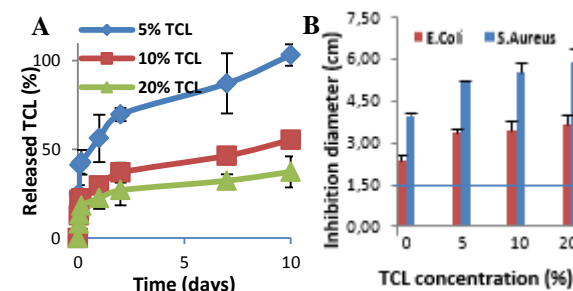 A
5% TCL
10% TCL
20% TCL
Released TCL (%)
100
50
0
0 5 10
Time (days)
B
E.Coli S.Aureus
Inhibition diameter (cm)
7,50
6,00
4,50
3,00
1,50
0,00
0 5 10 20
TCL concentration (%)